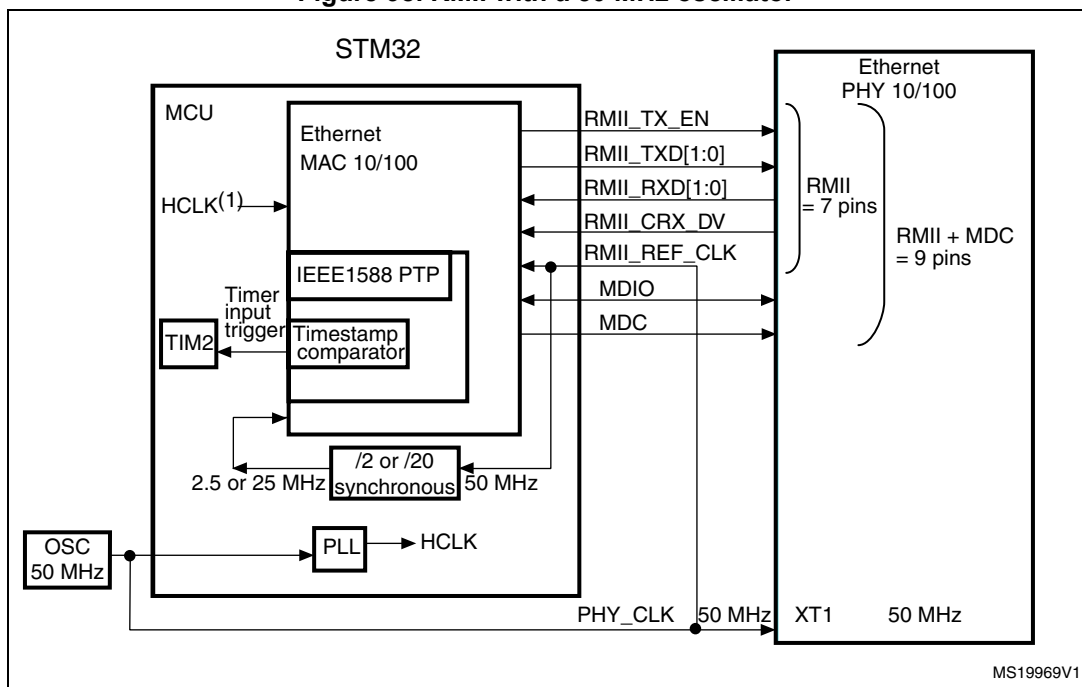 Figure 53. RMII with a 50 MHz oscillator
STM32
MCU
Ethernet
MAC 10/100
HCLK(1)
IEEE1588 PTP
Timer
input
trigger
TIM2
Timestamp
comparator
/2 or /20
synchronous
2.5 or 25 MHz
50 MHz
OSC
50 MHz
PLL
HCLK
RMII_TX_EN
RMII_TXD[1:0]
RMII_RXD[1:0]
RMII_CRX_DV
RMII_REF_CLK
MDIO
MDC
PHY_CLK
50 MHz
Ethernet
PHY 10/100
RMII
= 7 pins
RMII + MDC
= 9 pins
XT1
50 MHz
MS19969V1